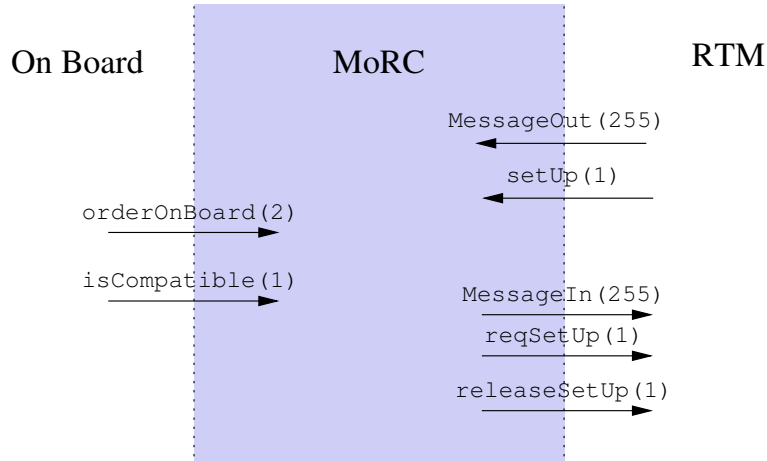 On Board
MoRC
RTM
MessageOut(255)
setUp(1)
orderOnBoard(2)
isCompatible(1)
MessageIn(255)
reqSetUp(1)
releaseSetUp(1)